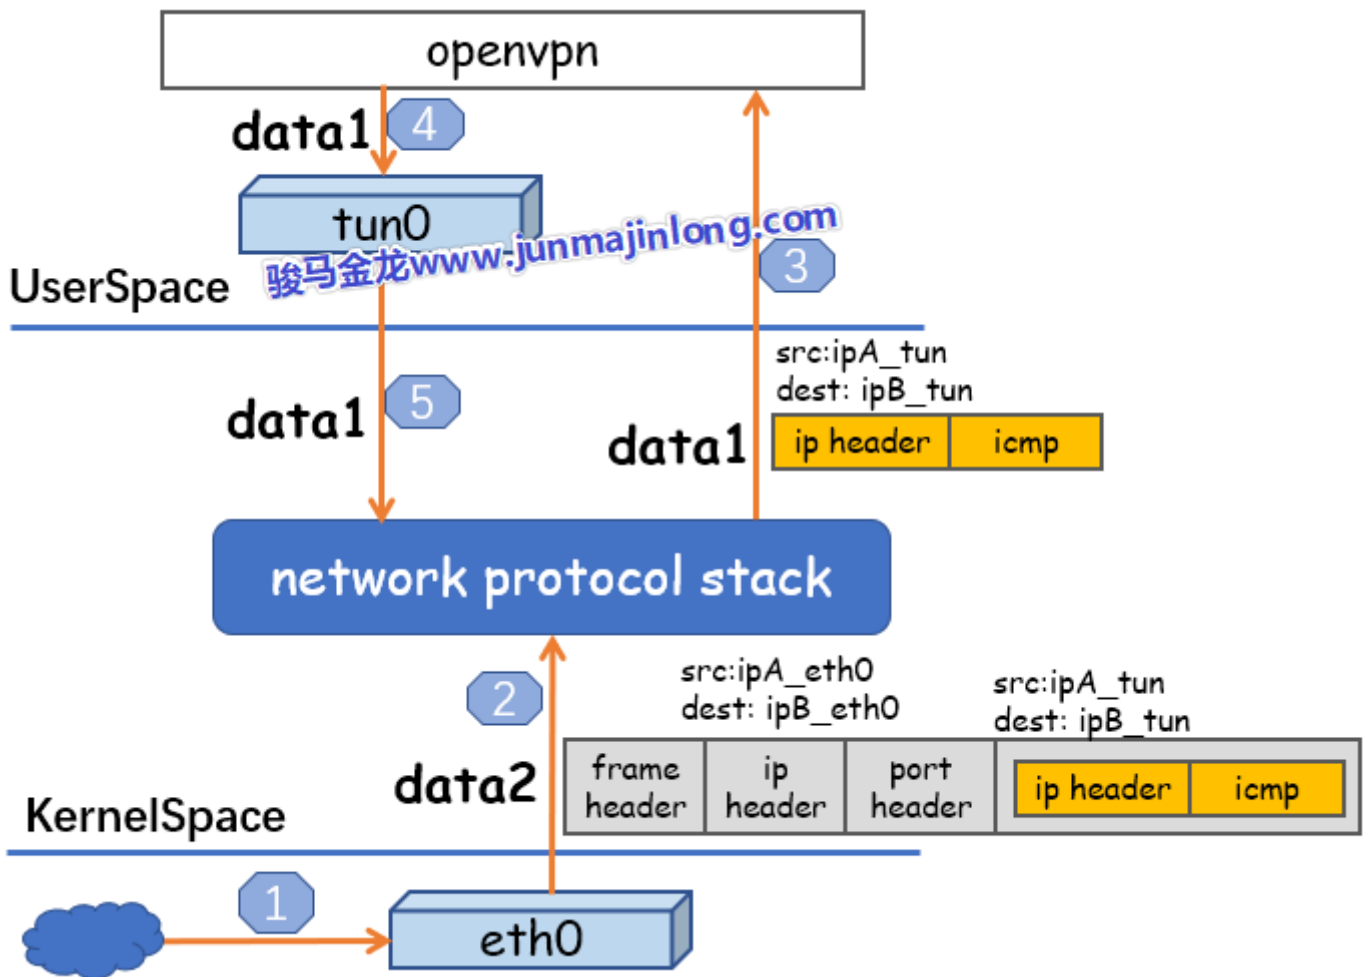 openvpn
data1
4
tun0
骏马金龙www.junmajinlong.com
3
UserSpace
src:ipA_tun
dest: ipB_tun
5
data1
data1
ip header
icmp
network protocol stack
2
src:ipA_eth0
dest: ipB_eth0
src:ipA_tun
dest: ipB_tun
data2
frame
header
ip
header
port
header
ip header
icmp
KernelSpace
1
eth0